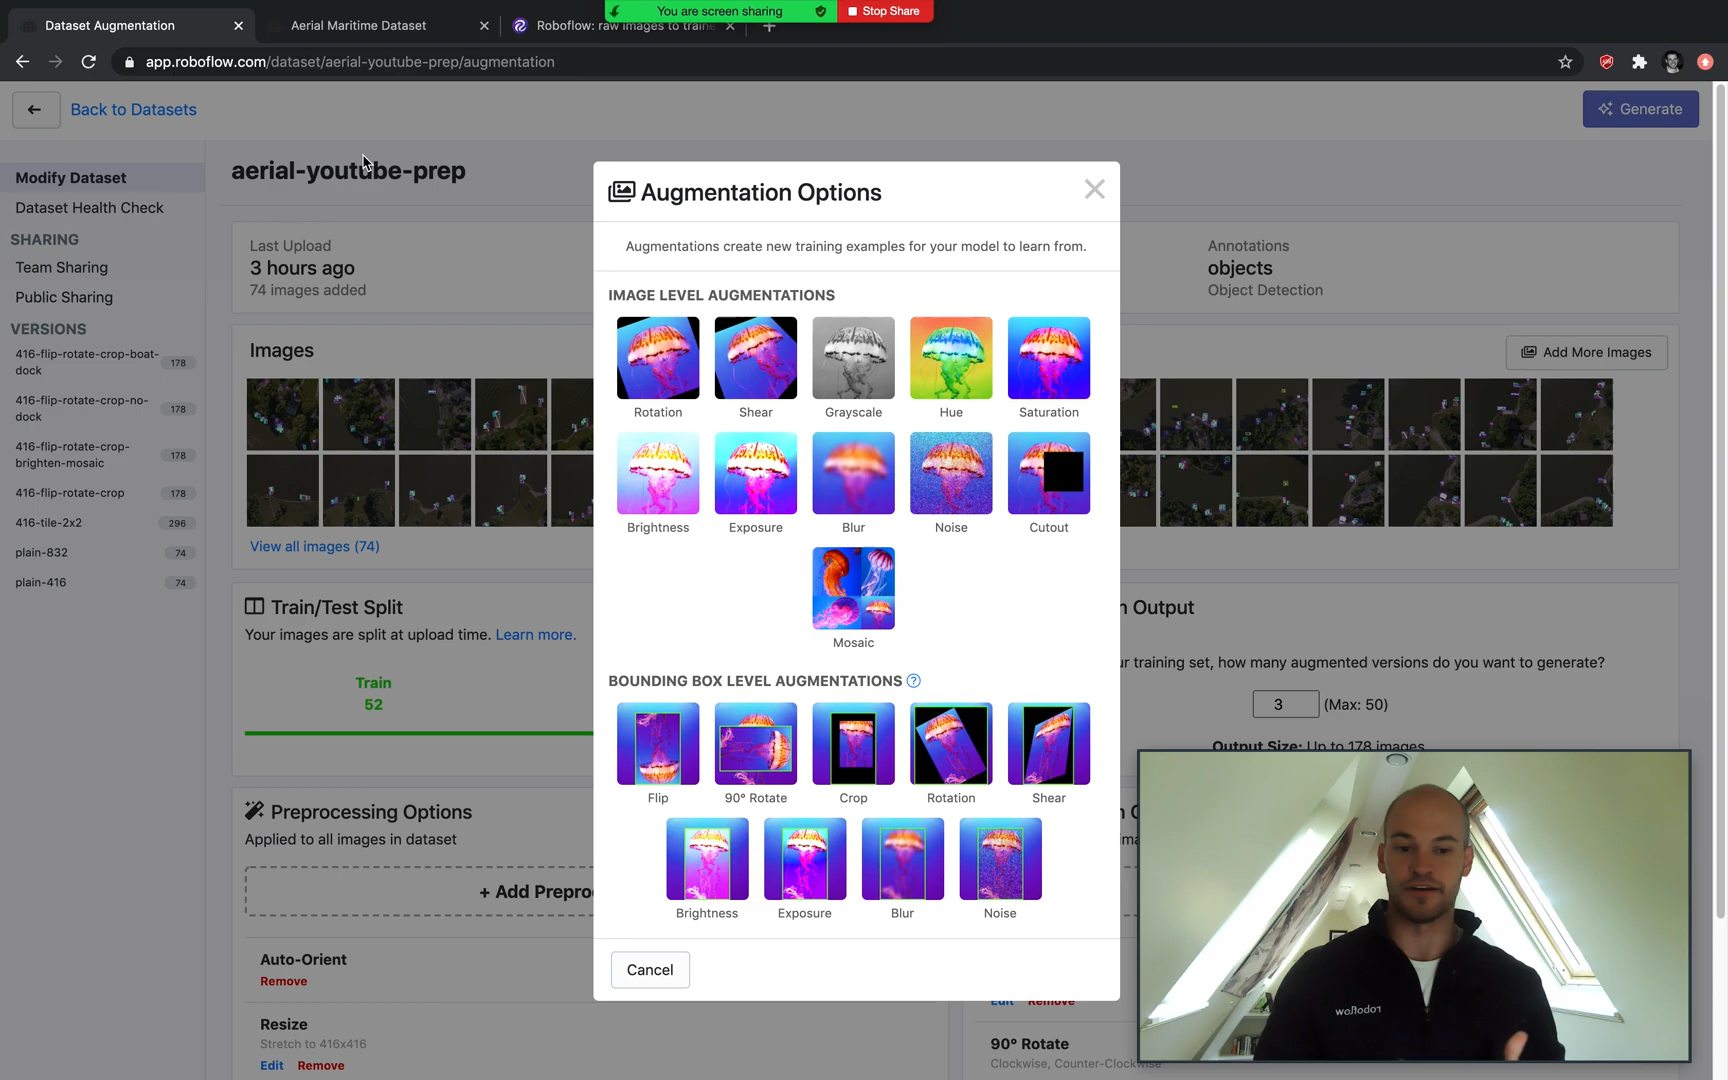 Dataset Augmentation
Aerial Maritime Dataset
Roboflow: raw images to traine
You are screen sharing
Stop Share
app.roboflow.com/dataset/aerial-youtube-prep/augmentation
Back to Datasets
Generate
Modify Dataset
Dataset Health Check
SHARING
Team Sharing
Public Sharing
VERSIONS
416-flip-rotate-crop-boat-
dock
178
416-flip-rotate-crop-no-
dock
178
416-flip-rotate-crop-
brighten-mosaic
178
416-flip-rotate-crop
178
416-tile-2x2
296
plain-832
74
plain-416
74
aerial-youtube-prep
Last Upload
3 hours ago
74 images added
Annotations
objects
Object Detection
Images
Add More Images
View all images (74)
Train/Test Split
Your images are split at upload time. Learn more.
Train
52
n Output
ur training set, how many augmented versions do you want to generate?
3 (Max: 50)
Output Size: Up to 178 images
Preprocessing Options
Applied to all images in dataset
+ Add Prepro
Auto-Orient
Remove
Resize
Stretch to 416x416
Edit Remove
Edit Remove
90° Rotate
Clockwise, Counter-Clockwise
Augmentation Options
Augmentations create new training examples for your model to learn from.
IMAGE LEVEL AUGMENTATIONS
Rotation Shear Grayscale Hue Saturation
Brightness Exposure Blur Noise Cutout
Mosaic
BOUNDING BOX LEVEL AUGMENTATIONS ?
Flip 90° Rotate Crop Rotation Shear
Brightness Exposure Blur Noise
Cancel
roboflow